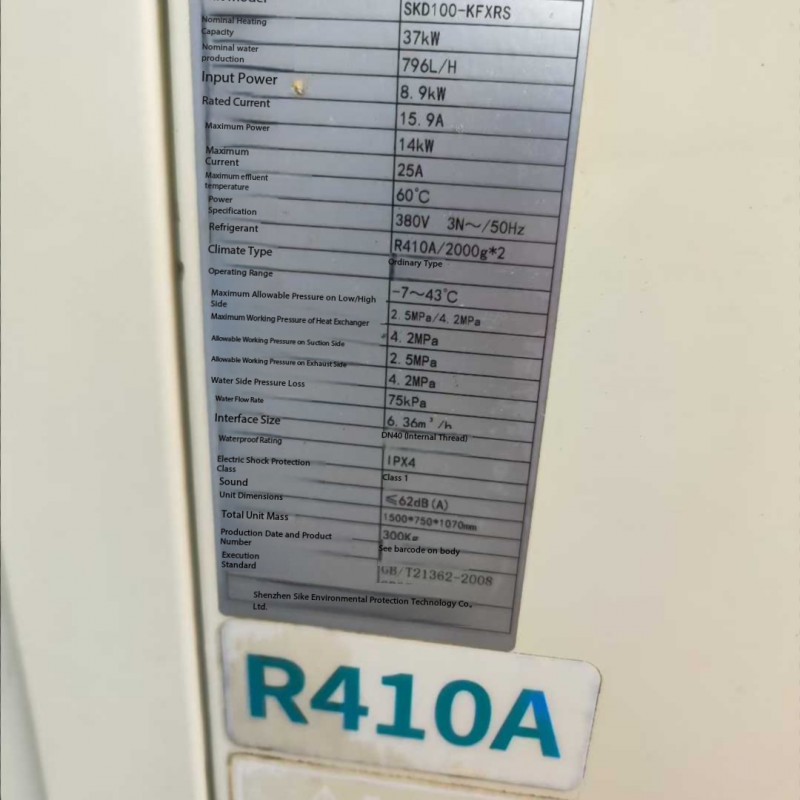 Model SKD100-KFXRS
Nominal Heating
Capacity 37kW
Nominal water
production 796L/H
Input Power 8.9kW
Rated Current 15.9A
Maximum Power 14kW
Maximum
Current 25A
Maximum effluent
temperature 60℃
Power
Specification 380V 3N～/50Hz
Refrigerant R410A/2000g*2
Climate Type Ordinary Type
Operating Range -7～43℃
Maximum Allowable Pressure on Low/High
Side 2.5MPa/4.2MPa
Maximum Working Pressure of Heat Exchanger 4.2MPa
Allowable Working Pressure on Suction Side 2.5MPa
Allowable Working Pressure on Exhaust Side 4.2MPa
Water Side Pressure Loss 75kPa
Water Flow Rate 6.36m³/h
Interface Size DN40 (Internal Thread)
Waterproof Rating IPX4
Electric Shock Protection
Class Class 1
Sound ≤62dB(A)
Unit Dimensions 1500*750*1070mm
Total Unit Mass 300Kg
Production Date and Product
Number See barcode on body
Execution
Standard GB/T21362-2008
Shenzhen Sike Environmental Protection Technology Co.,
Ltd.
R410A